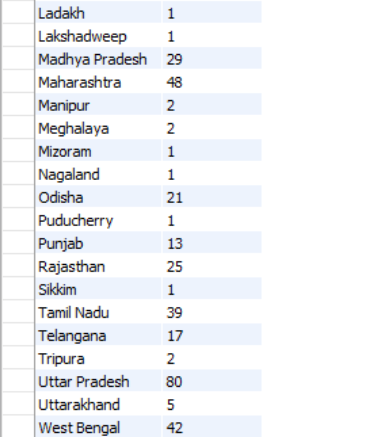 Ladakh 1
Lakshadweep 1
Madhya Pradesh 29
Maharashtra 48
Manipur 2
Meghalaya 2
Mizoram 1
Nagaland 1
Odisha 21
Puducherry 1
Punjab 13
Rajasthan 25
Sikkim 1
Tamil Nadu 39
Telangana 17
Tripura 2
Uttar Pradesh 80
Uttarakhand 5
West Bengal 42